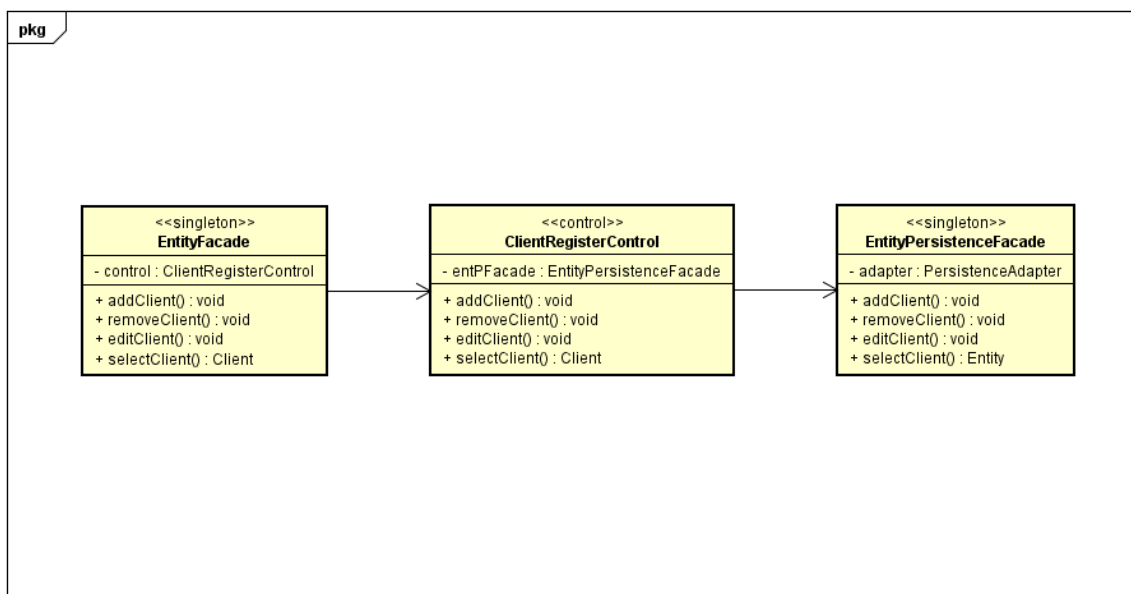 pkg
<<singleton>>
EntityFacade
- control : ClientRegisterControl
+ addClient() : void
+ removeClient() : void
+ editClient() : void
+ selectClient() : Client
<<control>>
ClientRegisterControl
- entPFacade : EntityPersistenceFacade
+ addClient() : void
+ removeClient() : void
+ editClient() : void
+ selectClient() : Client
<<singleton>>
EntityPersistenceFacade
- adapter : PersistenceAdapter
+ addClient() : void
+ removeClient() : void
+ editClient() : void
+ selectClient() : Entity